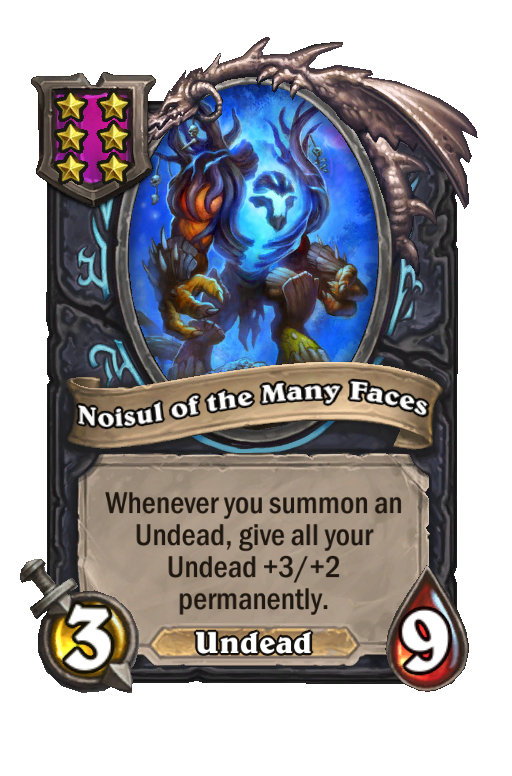 Noisul of the Many Faces
Whenever you summon an
Undead, give all your
Undead +3/+2
permanently.
3
Undead
9